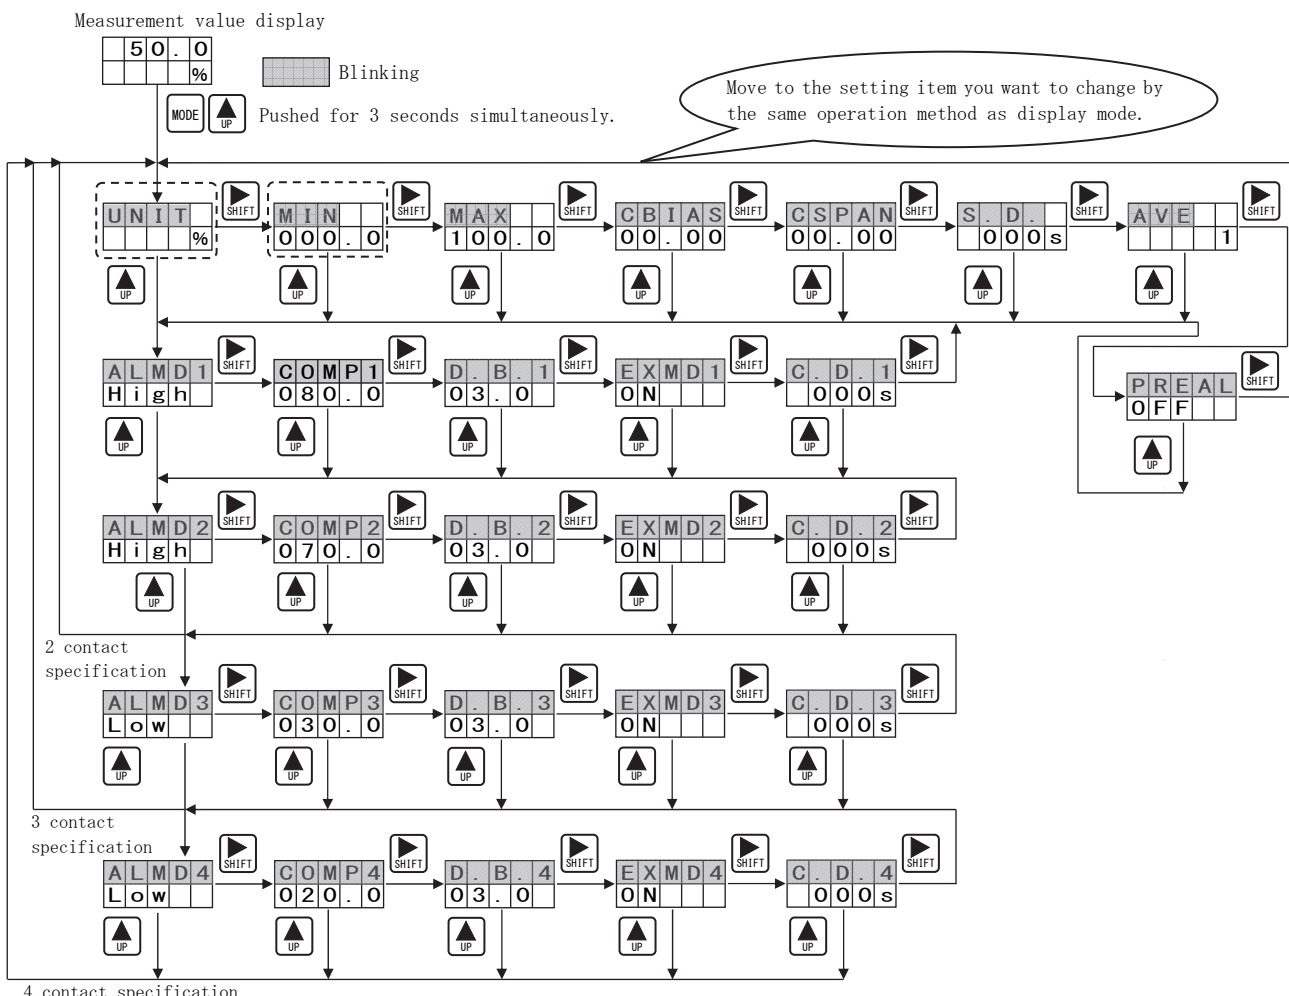 Measurement value display
50.0
%
Blinking
MODE UP Pushed for 3 seconds simultaneously.
Move to the setting item you want to change by
the same operation method as display mode.
UNIT SHIFT MIN SHIFT MAX SHIFT CBIAS SHIFT CSPAN SHIFT S.D. SHIFT AVE SHIFT
% 000.0 100.0 00.00 00.00 000s 1
UP UP UP UP UP UP UP
ALMD1 SHIFT COMP1 SHIFT D.B.1 SHIFT EXMD1 SHIFT C.D.1 SHIFT PREAL SHIFT
High 080.0 03.0 ON 000s OFF
UP UP UP UP UP UP
ALMD2 SHIFT COMP2 SHIFT D.B.2 SHIFT EXMD2 SHIFT C.D.2 SHIFT
High 070.0 03.0 ON 000s
UP UP UP UP UP
2 contact
specification
ALMD3 SHIFT COMP3 SHIFT D.B.3 SHIFT EXMD3 SHIFT C.D.3 SHIFT
Low 030.0 03.0 ON 000s
UP UP UP UP UP
3 contact
specification
ALMD4 SHIFT COMP4 SHIFT D.B.4 SHIFT EXMD4 SHIFT C.D.4 SHIFT
Low 020.0 03.0 ON 000s
UP UP UP UP UP
4 contact specification